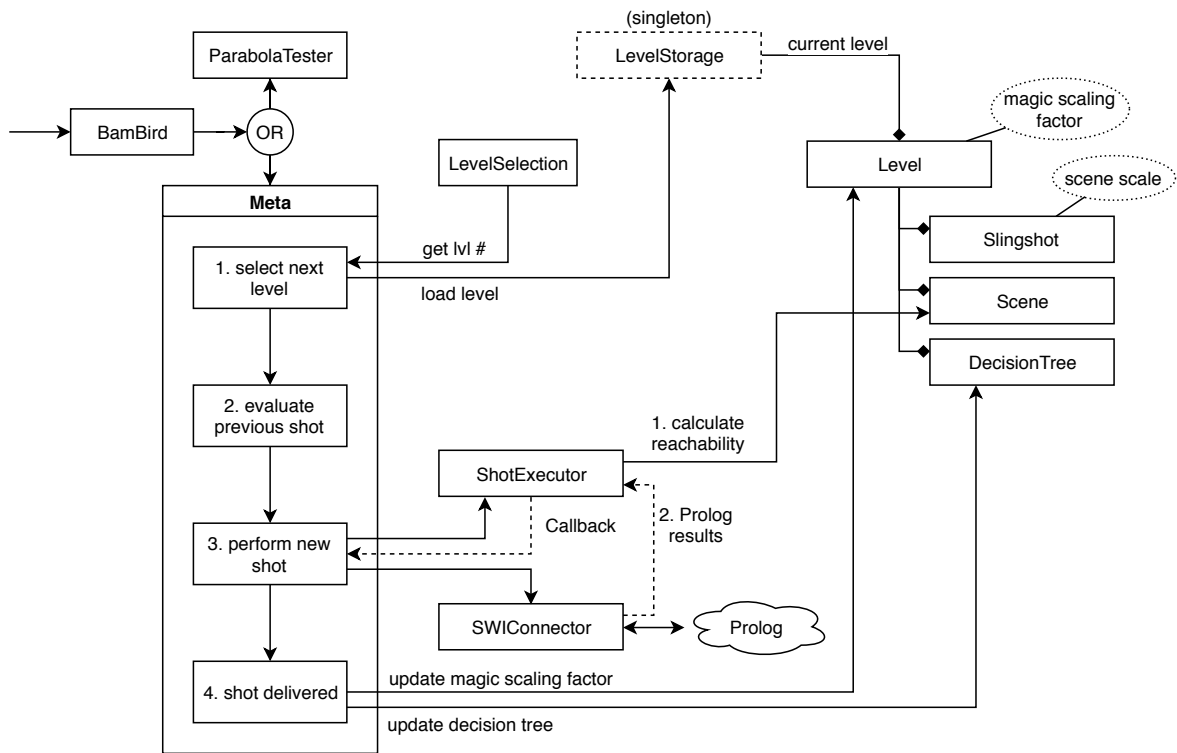 (singleton)
ParabolaTester
LevelStorage
current level
magic scaling
factor
BamBird
OR
LevelSelection
Level
scene scale
Meta
get lvl #
Slingshot
1. select next
level
load level
Scene
DecisionTree
2. evaluate
previous shot
1. calculate
reachability
ShotExecutor
Callback
2. Prolog
results
3. perform new
shot
SWIConnector
Prolog
4. shot delivered
update magic scaling factor
update decision tree